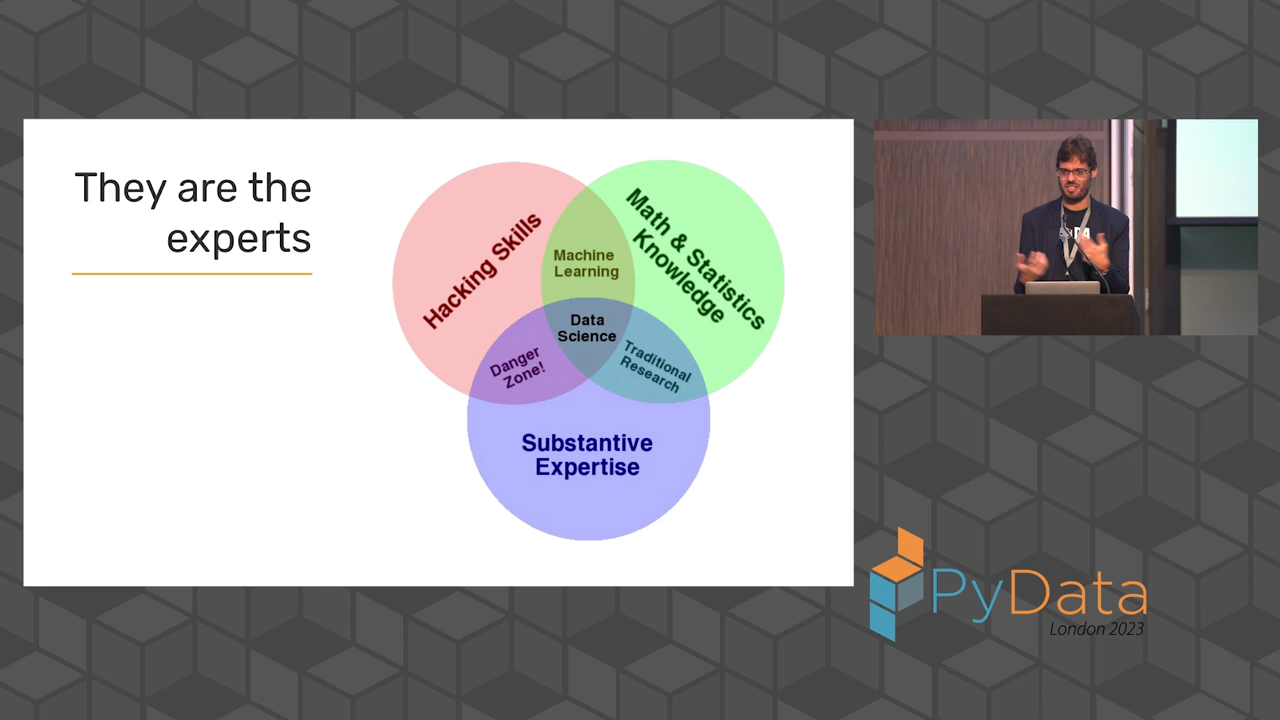 They are the
experts
Hacking Skills
Math & Statistics
Knowledge
Machine
Learning
Data
Science
Danger
Zone!
Traditional
Research
Substantive
Expertise
PyData
London 2023